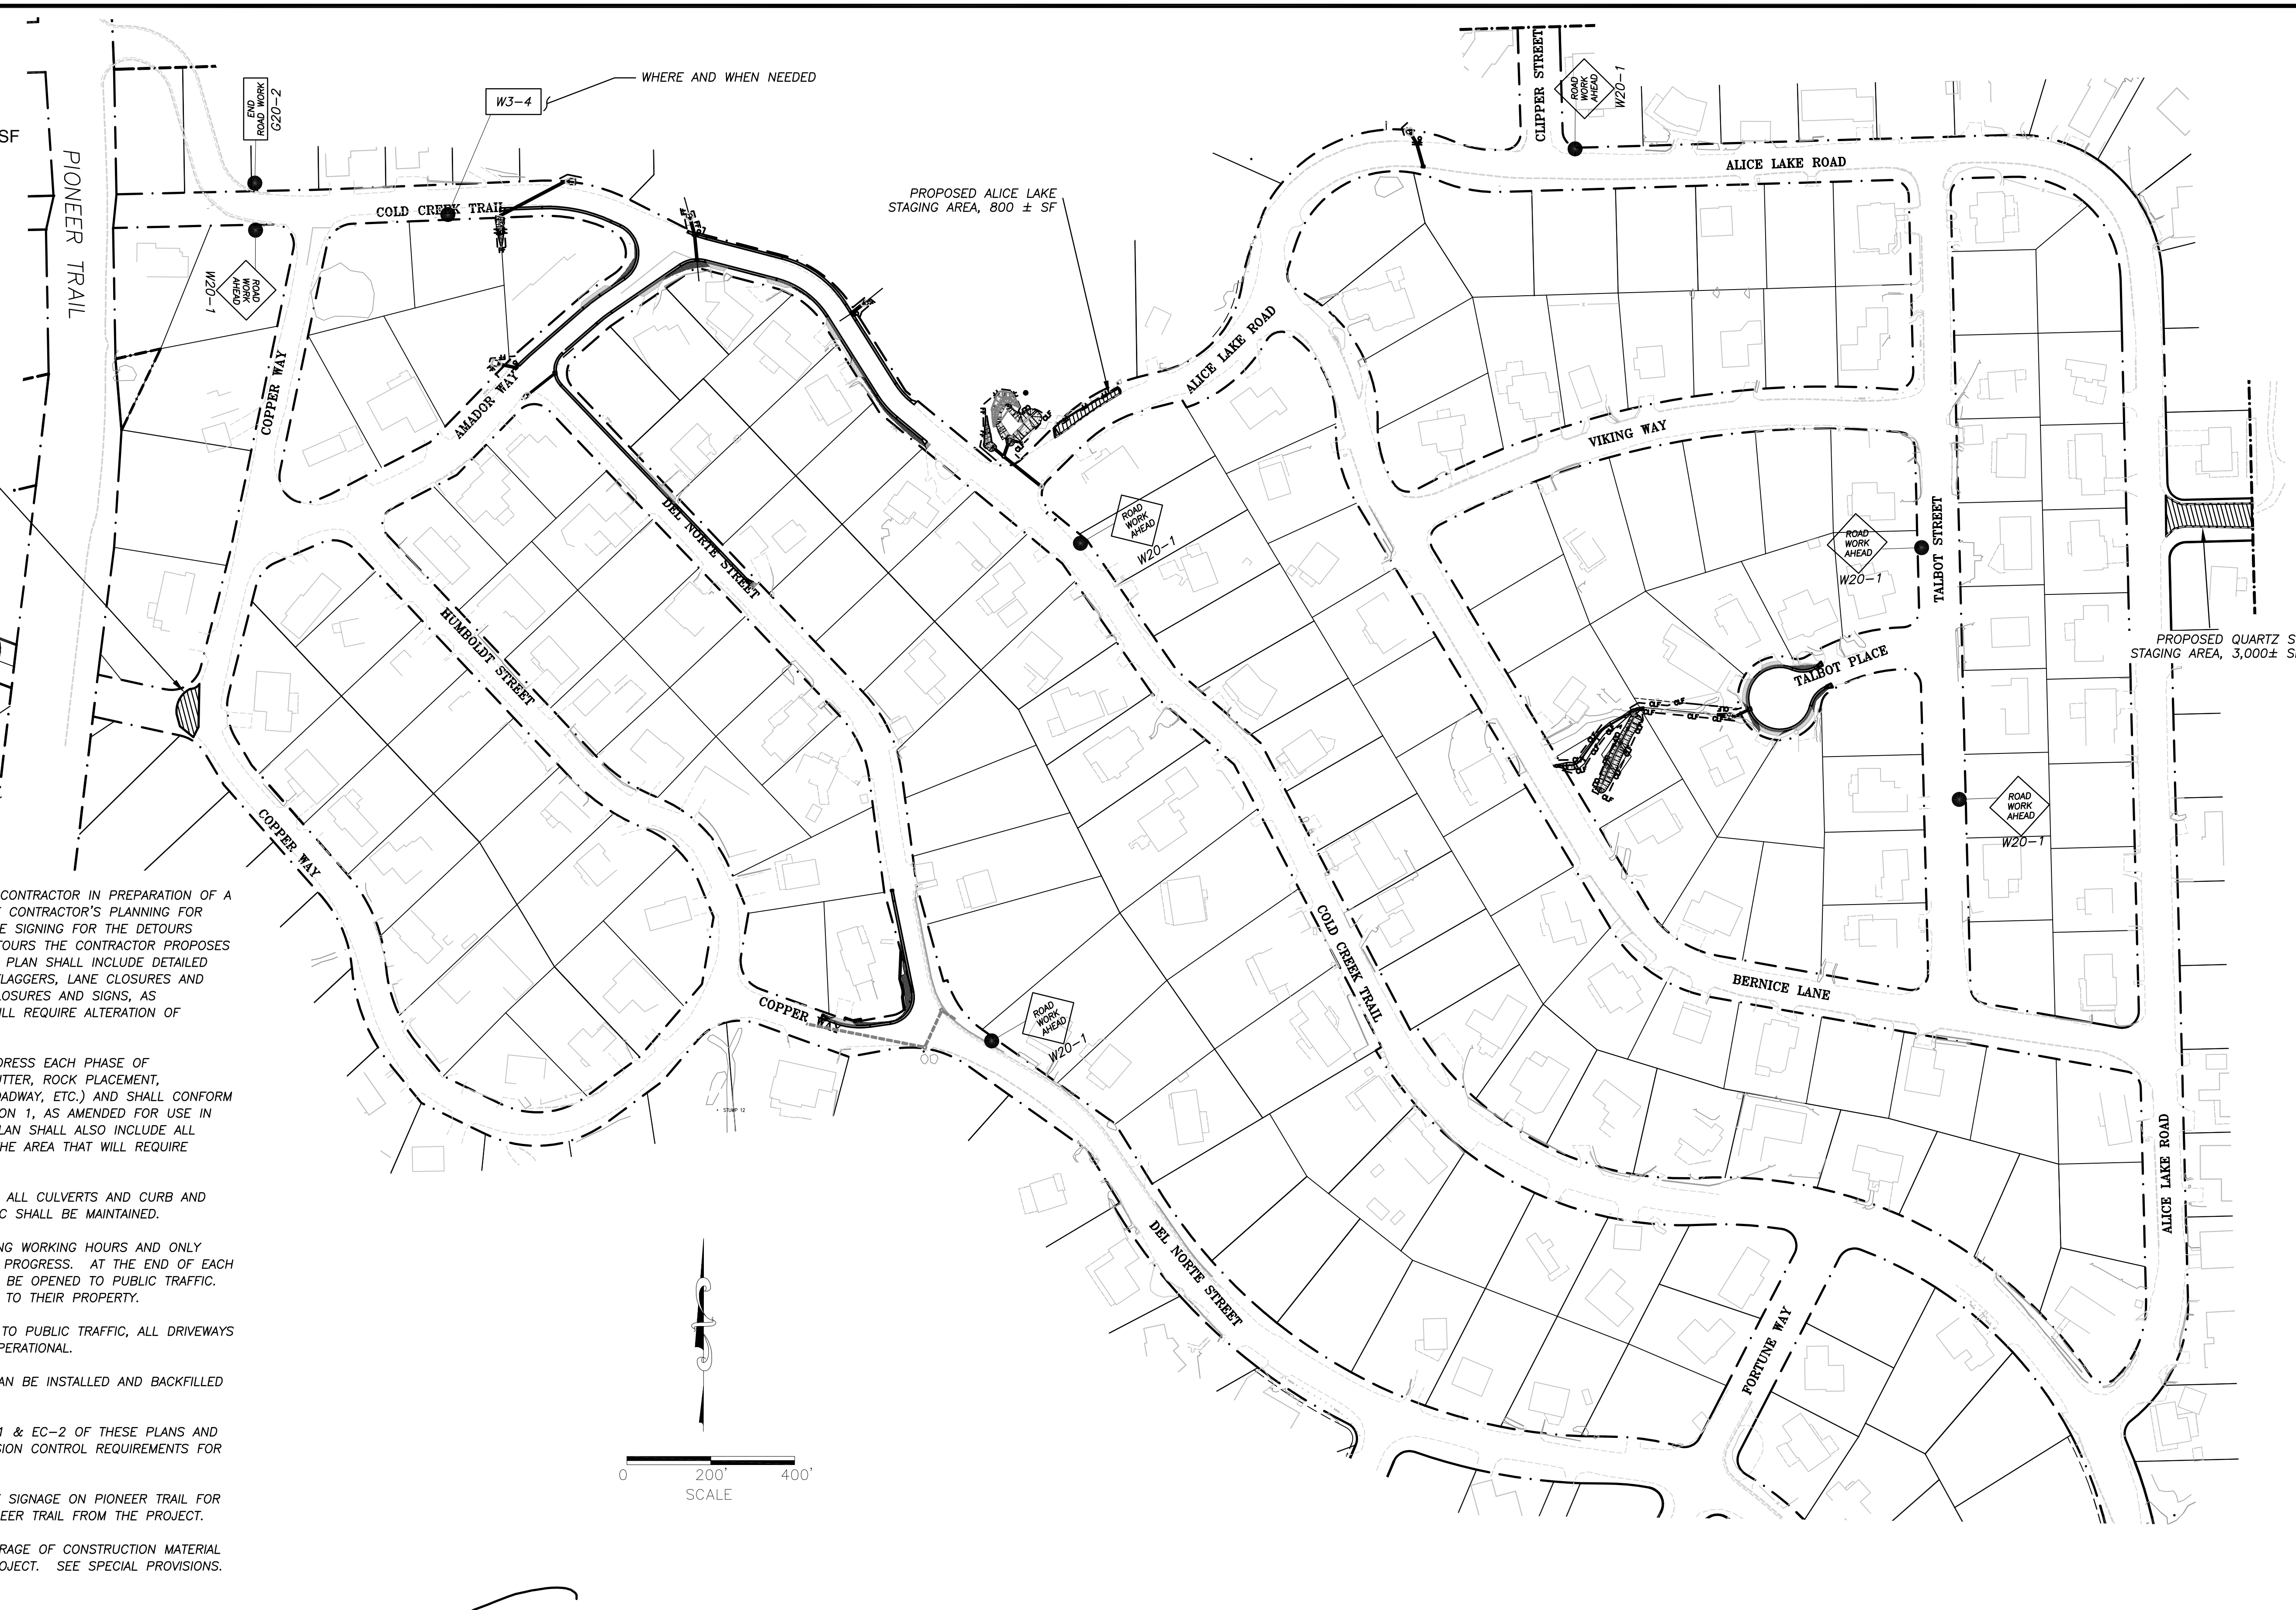 SF
PIONEER TRAIL
END
ROAD WORK
G20-2
W3-4
WHERE AND WHEN NEEDED
COLD CREEK TRAIL
ROAD
WORK
AHEAD
W20-1
COPPER WAY
AMADOR WAY
PROPOSED ALICE LAKE
STAGING AREA, 800 ± SF
ALICE LAKE ROAD
CLIPPER STREET
ROAD
WORK
AHEAD
W20-1
ALICE LAKE ROAD
VIKING WAY
DEL NORTE STREET
HUMBOLDT STREET
ROAD
WORK
AHEAD
W20-1
ROAD
WORK
AHEAD
W20-1
TALBOT STREET
TALBOT PLACE
CLF CLF
CLF CLF
CLF
PROPOSED QUARTZ S
STAGING AREA, 3,000± S
ROAD
WORK
AHEAD
W20-1
COPPER WAY
COPPER WAY
ROAD
WORK
AHEAD
W20-1
COLD CREEK TRAIL
BERNICE LANE
STUMP 12
ALICE LAKE ROAD
DEL NORTE STREET
FORTUNE WAY
CONTRACTOR IN PREPARATION OF A
CONTRACTOR'S PLANNING FOR
E SIGNING FOR THE DETOURS
TOURS THE CONTRACTOR PROPOSES
PLAN SHALL INCLUDE DETAILED
LAGGERS, LANE CLOSURES AND
LOSURES AND SIGNS, AS
ILL REQUIRE ALTERATION OF
DRESS EACH PHASE OF
UTTER, ROCK PLACEMENT,
OADWAY, ETC.) AND SHALL CONFORM
ON 1, AS AMENDED FOR USE IN
LAN SHALL ALSO INCLUDE ALL
HE AREA THAT WILL REQUIRE
ALL CULVERTS AND CURB AND
C SHALL BE MAINTAINED.
NG WORKING HOURS AND ONLY
PROGRESS. AT THE END OF EACH
BE OPENED TO PUBLIC TRAFFIC.
TO THEIR PROPERTY.
TO PUBLIC TRAFFIC, ALL DRIVEWAYS
PERATIONAL.
AN BE INSTALLED AND BACKFILLED
1 & EC-2 OF THESE PLANS AND
SION CONTROL REQUIREMENTS FOR
SIGNAGE ON PIONEER TRAIL FOR
EER TRAIL FROM THE PROJECT.
RAGE OF CONSTRUCTION MATERIAL
OJECT. SEE SPECIAL PROVISIONS.
0 200' 400'
SCALE